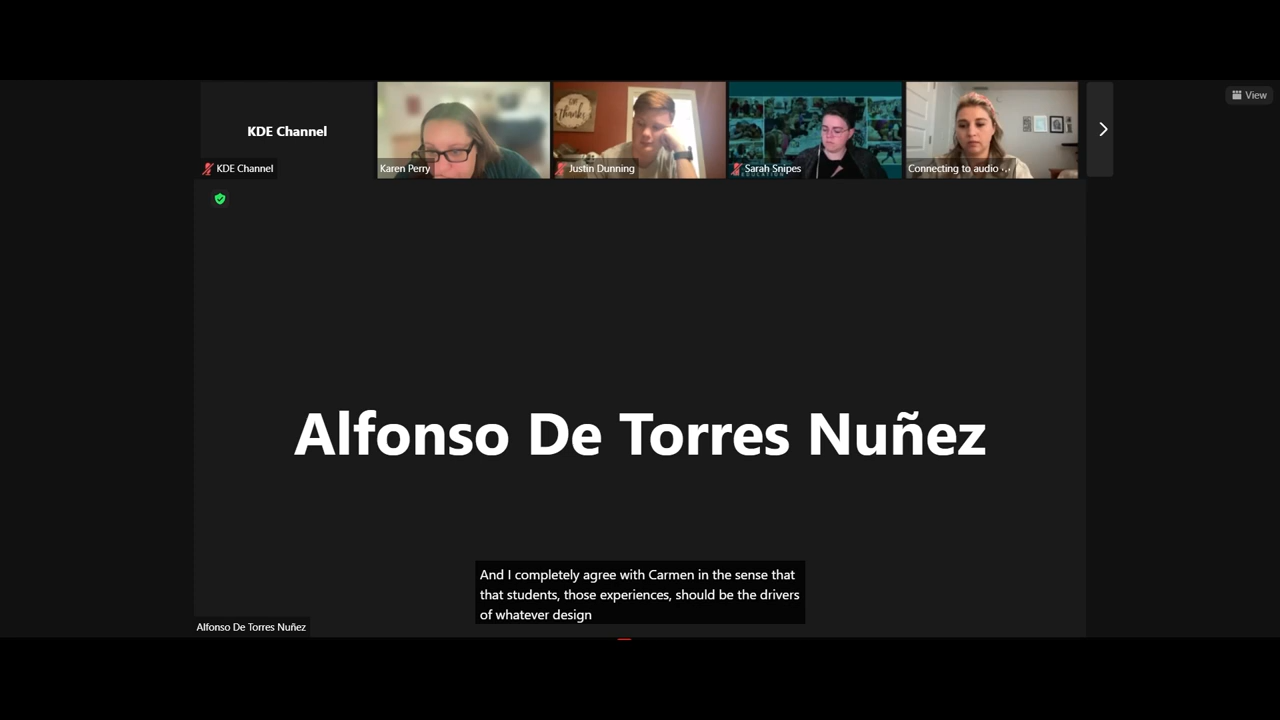 View
KDE Channel
KDE Channel
Karen Perry
thanks
Justin Dunning
Sarah Snipes
EDUCATION
Connecting to audio ...
Alfonso De Torres Nuñez
And I completely agree with Carmen in the sense that
that students, those experiences, should be the drivers
of whatever design
Alfonso De Torres Nuñez